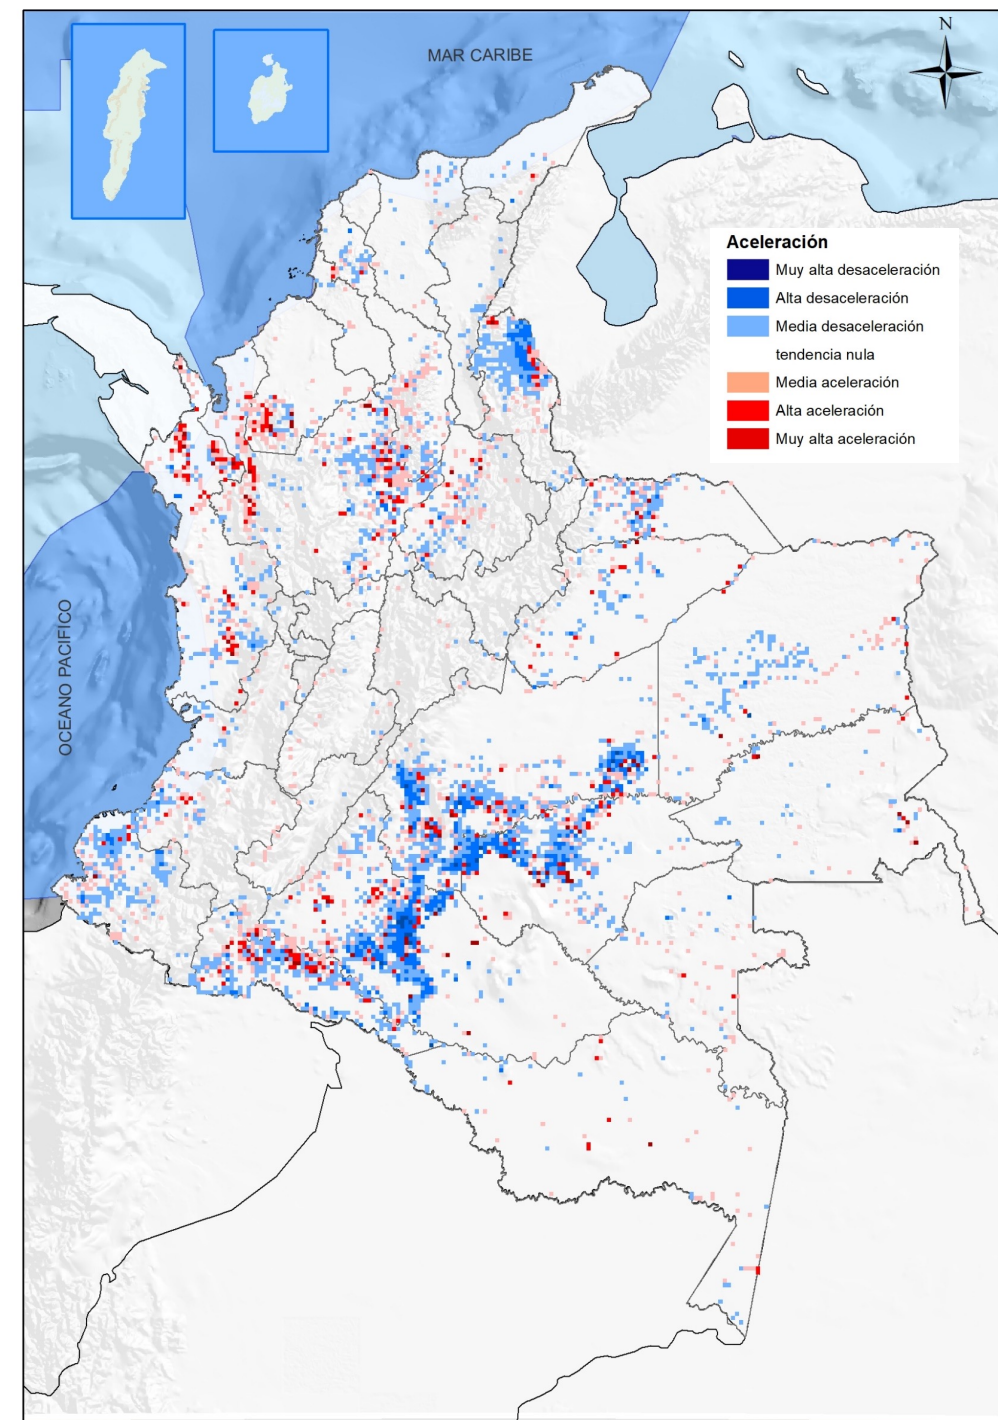 MAR CARIBE
N
Aceleración
Muy alta desaceleración
Alta desaceleración
Media desaceleración
tendencia nula
Media aceleración
Alta aceleración
Muy alta aceleración
OCEANO PACIFICO